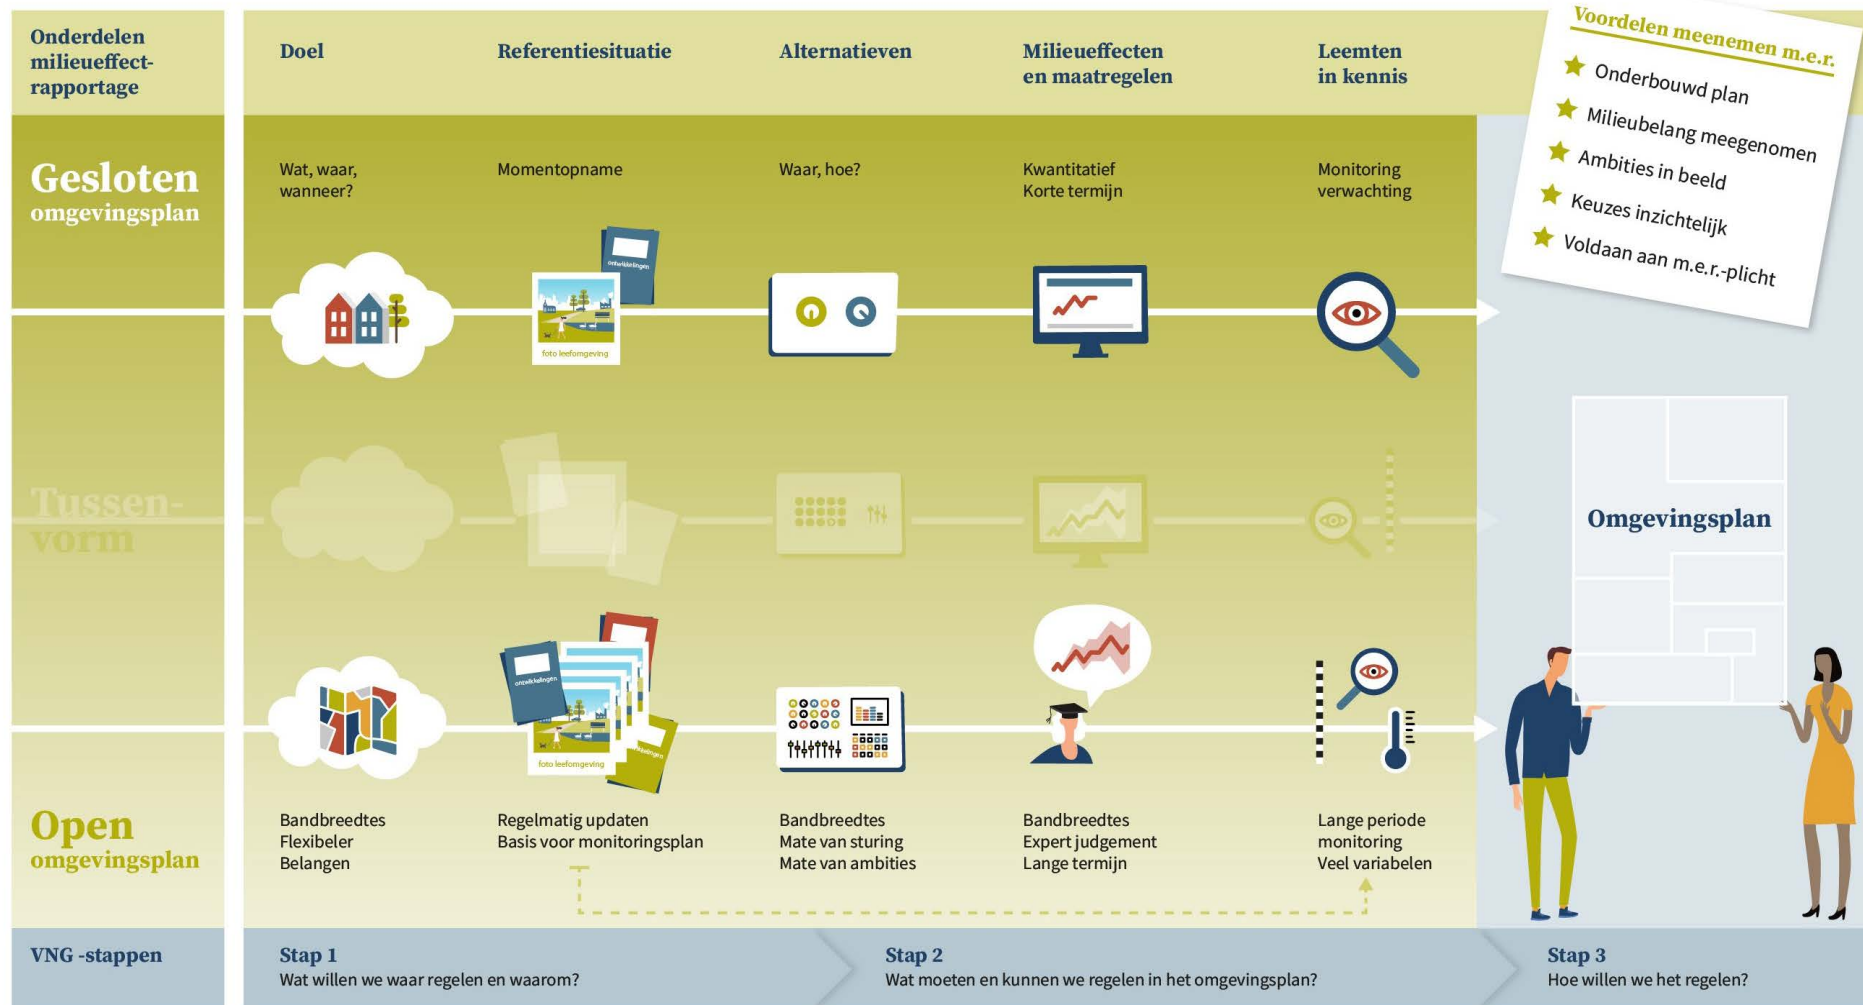 Onderdelen
milieueffect-
rapportage
Doel
Referentiesituatie
Alternatieven
Milieueffecten
en maatregelen
Leemten
in kennis
Voordelen meenemen m.e.r.
Onderbouwd plan
Milieubelang meegenomen
Ambities in beeld
Keuzes inzichtelijk
Voldaan aan m.e.r.-plicht
Gesloten
omgevingsplan
Wat, waar,
wanneer?
Momentopname
Waar, hoe?
Kwantitatief
Korte termijn
Monitoring
verwachting
ontwikkelingen
foto leefomgeving
Tussen-
vorm
Omgevingsplan
ontwikkelingen
foto leefomgeving
Open
omgevingsplan
Bandbreedtes
Flexibeler
Belangen
Regelmatig updaten
Basis voor monitoringsplan
Bandbreedtes
Mate van sturing
Mate van ambities
Bandbreedtes
Expert judgement
Lange termijn
Lange periode
monitoring
Veel variabelen
VNG -stappen
Stap 1
Wat willen we waar regelen en waarom?
Stap 2
Wat moeten en kunnen we regelen in het omgevingsplan?
Stap 3
Hoe willen we het regelen?